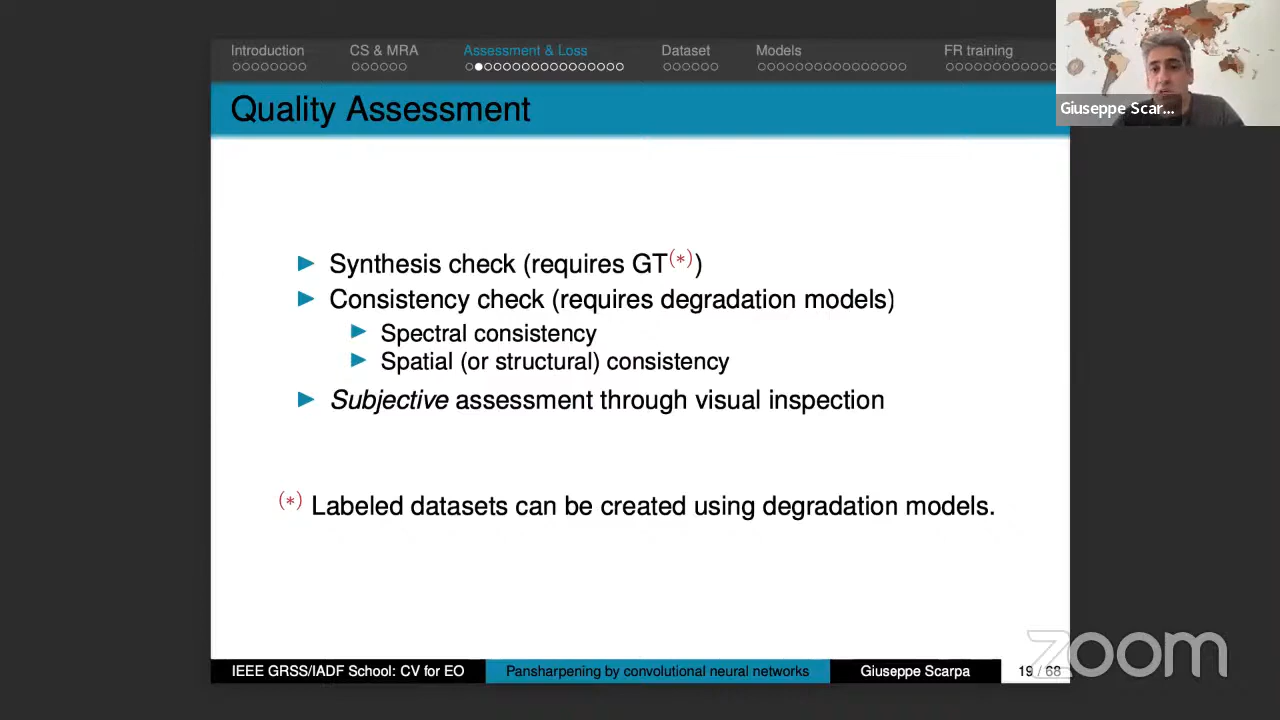 Introduction CS & MRA Assessment & Loss Dataset Models FR training
Quality Assessment
Giuseppe Scar...
Synthesis check (requires GT(*))
Consistency check (requires degradation models)
Spectral consistency
Spatial (or structural) consistency
Subjective assessment through visual inspection
(*) Labeled datasets can be created using degradation models.
IEEE GRSS/IADF School: CV for EO Pansharpening by convolutional neural networks Giuseppe Scarpa 19 / 68
zoom